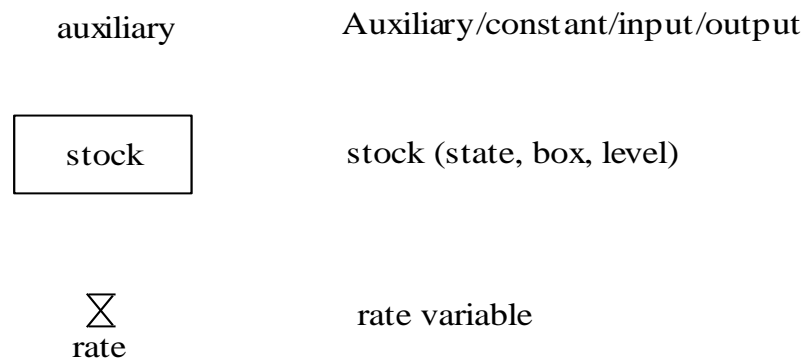 auxiliary Auxiliary/constant/input/output
stock stock (state, box, level)
rate variable
rate